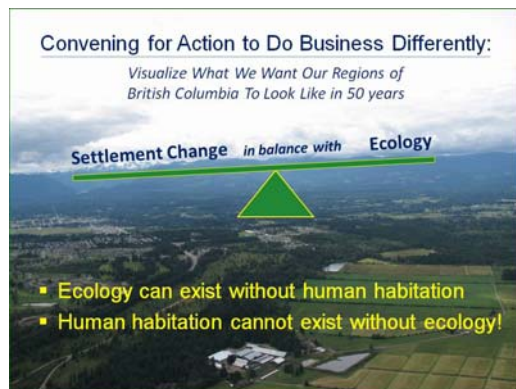 Convening for Action to Do Business Differently:
Visualize What We Want Our Regions of
British Columbia To Look Like in 50 years
Settlement Change in balance with Ecology
▪ Ecology can exist without human habitation
▪ Human habitation cannot exist without ecology!